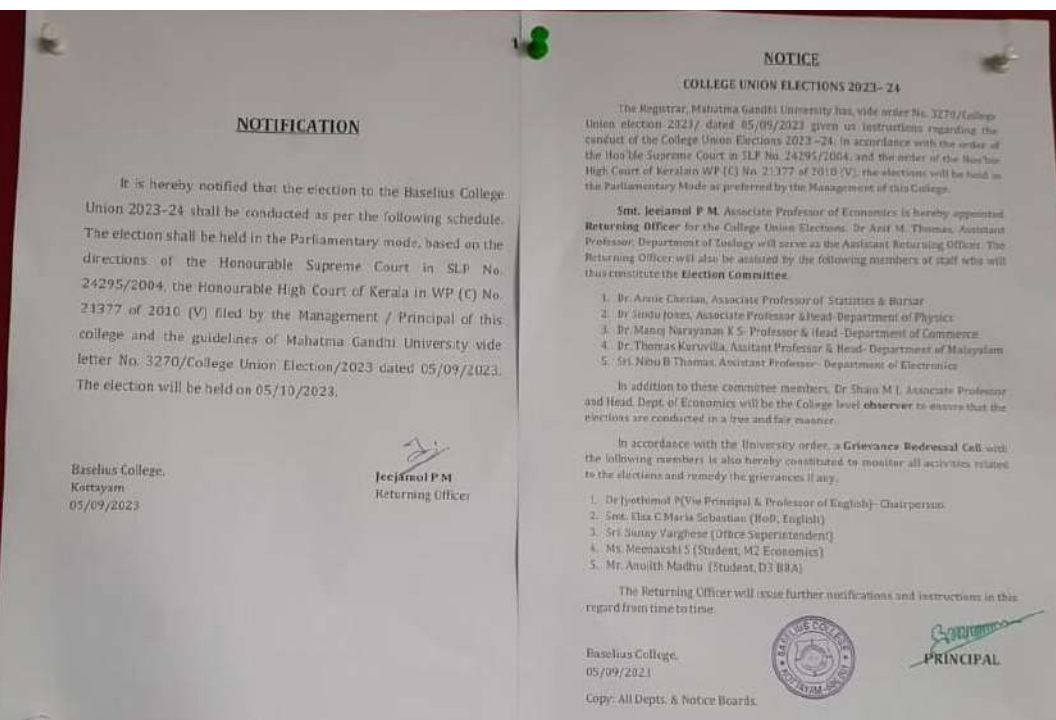 NOTIFICATION
It is hereby notified that the election to the Baselius College
Union 2023-24 shall be conducted as per the following schedule.
The election shall be held in the Parliamentary mode, based on the
directions of the Honourable Supreme Court in SLP No.
24295/2004, the Honourable High Court of Kerala in WP (C) No.
21377 of 2010 (V) filed by the Management / Principal of this
college and the guidelines of Mahatma Gandhi University vide
letter No. 3270/College Union Election/2023 dated 05/09/2023.
The election will be held on 05/10/2023.
Baselius College,
Kottayam
05/09/2023
Jeejamol P M
Returning Officer
NOTICE
COLLEGE UNION ELECTIONS 2023– 24
The Registrar, Mahatma Gandhi University has, vide order No. 3270/College
Union election 2023/ dated 05/09/2023 given us instructions regarding the
conduct of the College Union Elections 2023 –24. In accordance with the order of
the Hon'ble Supreme Court in SLP No. 24295/2004, and the order of the Hon'ble
High Court of Keralain WP (C) No. 21377 of 2010 (V), the elections will be held in
the Parliamentary Mode as preferred by the Management of this College.
Smt. Jeejamol P M, Associate Professor of Economics is hereby appointed
Returning Officer for the College Union Elections. Dr M. Thomas, Assistant
Professor, Department of Zoology will serve as the Assistant Returning Officer. The
Returning Officer will also be assisted by the following members of staff who will
thus constitute the Election Committee.
1. Dr. Annie Cherian, Associate Professor of Statistics & Bursar
2. Dr Sindu Jones, Associate Professor &Head-Department of Physics
3. Dr. Manoj Narayanan K S- Professor & Head -Department of Commerce
4. Dr. Thomas Kuruvilla, Assitant Professor & Head- Department of Malayalam
5. Sri. Nibu B Thomas, Assistant Professor- Department of Electronics
In addition to these committee members, Dr M L Associate Professor
and Head, Dept. of Economics will be the College level observer to ensure that the
elections are conducted in a free and fair manner.
In accordance with the University order, a Grievance Redressal Cell with
the following members is also hereby constituted to monitor all activities related
to the elections and remedy the grievances if any.
1. Dr Jyothimol P(Vie Principal & Professor of English)– Chairperson
2. Smt. Elsa C Maria Sebastian (HoD, English)
3. Sri. Sunny Varghese (Office Superintendent)
4. Ms. Meenakshi S (Student, M2 Economics)
5. Mr. Anujith Madhu (Student, D3 BBA)
The Returning Officer will issue further notifications and instructions in this
regard from time to time.
Baselius College,
05/09/2023
BASELIUS COLLEGE
PRINCIPAL
Copy: All Depts. & Notice Boards.